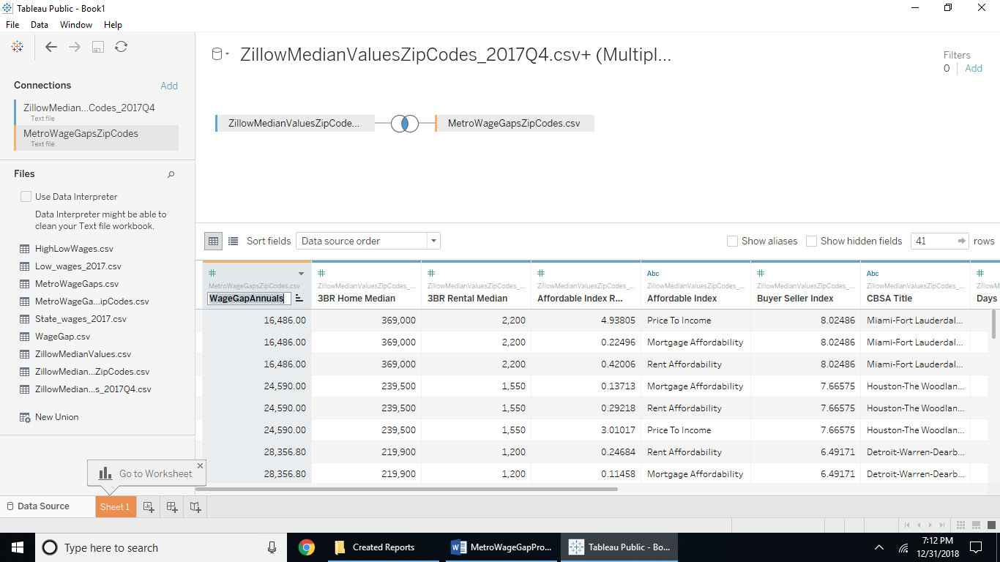 Tableau Public - Book1
File Data Window Help
ZillowMedianValuesZipCodes_2017Q4.csv+ (Multipl...
Filters
0 Add
Connections Add
ZillowMedian...Codes_2017Q4
Text file
MetroWageGapsZipCodes
Text file
ZillowMedianValuesZipCode...
MetroWageGapsZipCodes.csv
Files
Use Data Interpreter
Data Interpreter might be able to
clean your Text file workbook.
HighLowWages.csv
Low_wages_2017.csv
MetroWageGaps.csv
MetroWageGa...ipCodes.csv
State_wages_2017.csv
WageGap.csv
ZillowMedianValues.csv
ZillowMedian...ZipCodes.csv
ZillowMedian...s_2017Q4.csv
New Union
Sort fields Data source order Show aliases Show hidden fields 41 rows
# # # # Abc # Abc #
MetroWageGapsZipCodes.csv ZillowMedianValuesZipCodes_... ZillowMedianValuesZipCodes_... ZillowMedianValuesZipCodes_... ZillowMedianValuesZipCodes_... ZillowMedianValuesZipCodes_... ZillowMedianValuesZipCodes_... ZillowM
WageGapAnnuals 3BR Home Median 3BR Rental Median Affordable Index R... Affordable Index Buyer Seller Index CBSA Title Days
16,486.00 369,000 2,200 4.93805 Price To Income 8.02486 Miami-Fort Lauderdal...
16,486.00 369,000 2,200 0.22496 Mortgage Affordability 8.02486 Miami-Fort Lauderdal...
16,486.00 369,000 2,200 0.42006 Rent Affordability 8.02486 Miami-Fort Lauderdal...
24,590.00 239,500 1,550 0.13713 Mortgage Affordability 7.66575 Houston-The Woodlan...
24,590.00 239,500 1,550 0.29218 Rent Affordability 7.66575 Houston-The Woodlan...
24,590.00 239,500 1,550 3.01017 Price To Income 7.66575 Houston-The Woodlan...
28,356.80 219,900 1,200 0.24684 Rent Affordability 6.49171 Detroit-Warren-Dearb...
28,356.80 219,900 1,200 0.11458 Mortgage Affordability 6.49171 Detroit-Warren-Dearb...
Go to Worksheet
Data Source Sheet 1
Type here to search
Created Reports
MetroWageGapPro...
Tableau Public - Bo...
7:12 PM
12/31/2018